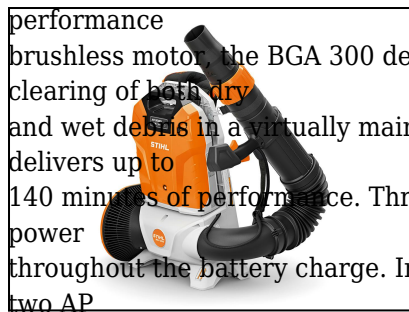 performance
brushless motor, the BGA 300 de
clearing of both dry
and wet debris in a virtually main
delivers up to
140 minutes of performance. Thr
power
throughout the battery charge. In
two AP
STIHL
STIHL